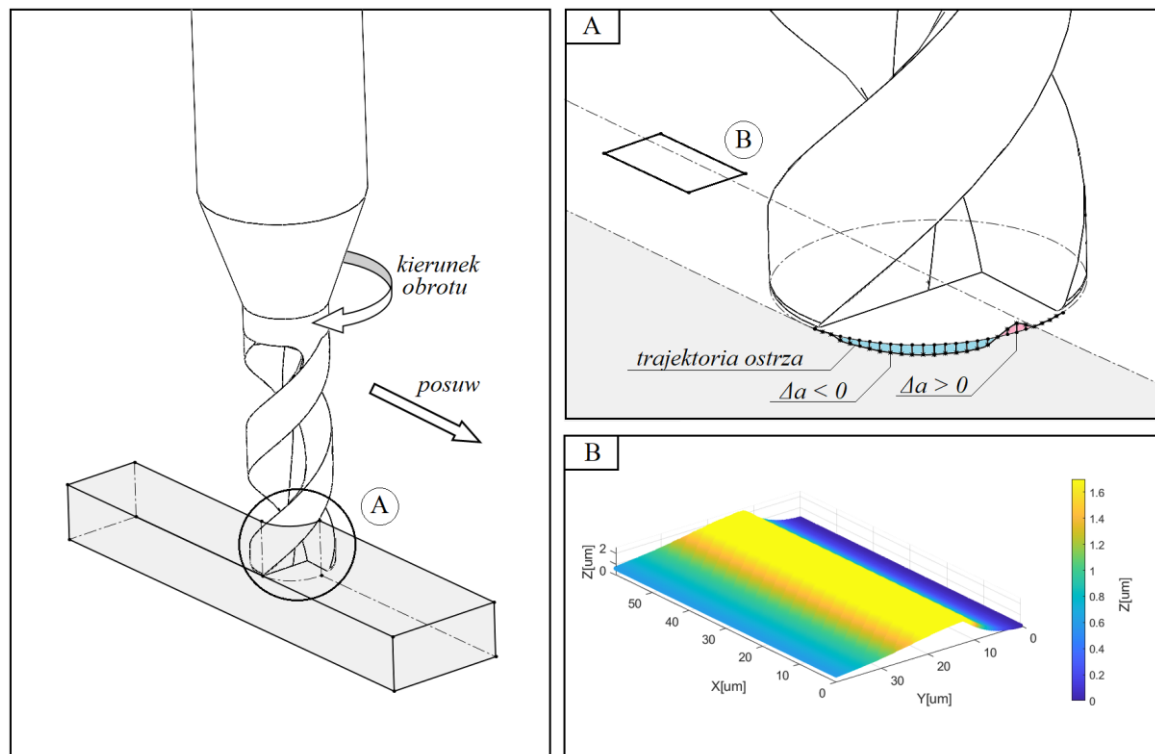 kierunek
obrotu
posuw
A
A
B
trajektoria ostrza
Δa < 0
Δa > 0
B
Z[um]
2
0
50
40
30
20
10
0
X[um]
30
20
10
0
Y[um]
1.6
1.4
1.2
1
0.8
0.6
0.4
0.2
0
Z[um]